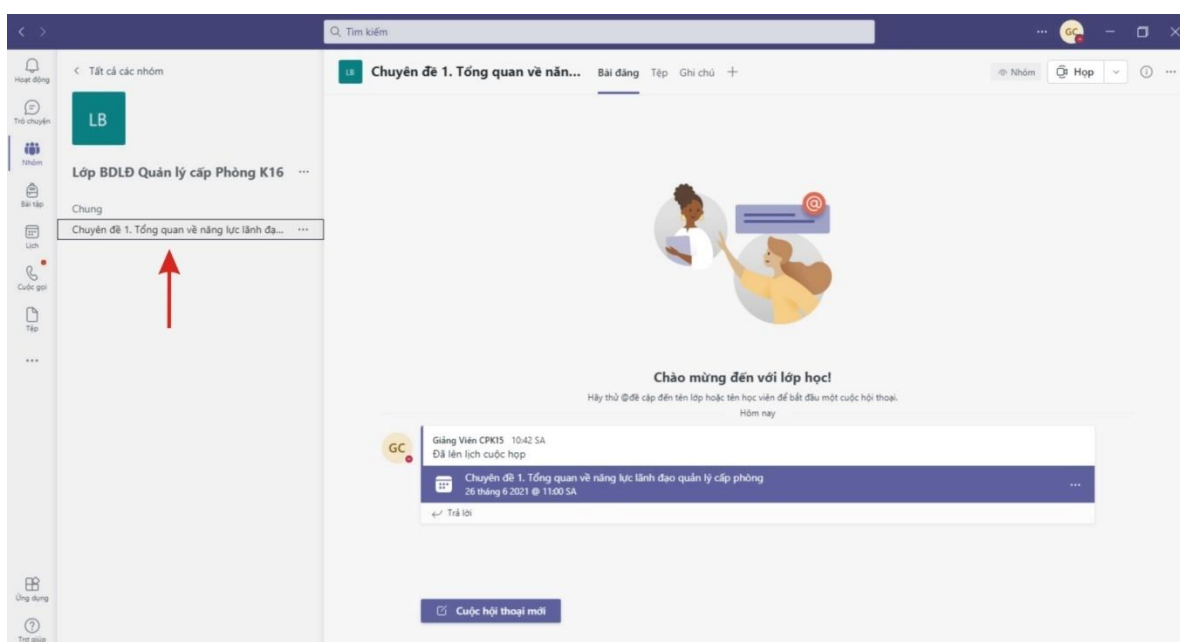 Tìm kiếm
GC
Hoạt động
Trò chuyện
Nhóm
Bài tập
Lịch
Cuộc gọi
Tệp
Ứng dụng
Trợ giúp
Tất cả các nhóm
LB
Lớp BDLĐ Quản lý cấp Phòng K16
Chung
Chuyên đề 1. Tổng quan về năng lực lãnh đạ...
LB Chuyên đề 1. Tổng quan về năn... Bài đăng Tệp Ghi chú
Nhóm Họp
Chào mừng đến với lớp học!
Hãy thử @đề cập đến tên lớp hoặc tên học viên để bắt đầu một cuộc hội thoại.
Hôm nay
GC
Giảng Viên CPK15 10:42 SA
Đã lên lịch cuộc họp
Chuyên đề 1. Tổng quan về năng lực lãnh đạo quản lý cấp phòng
26 tháng 6 2021 @ 11:00 SA
Trả lời
Cuộc hội thoại mới